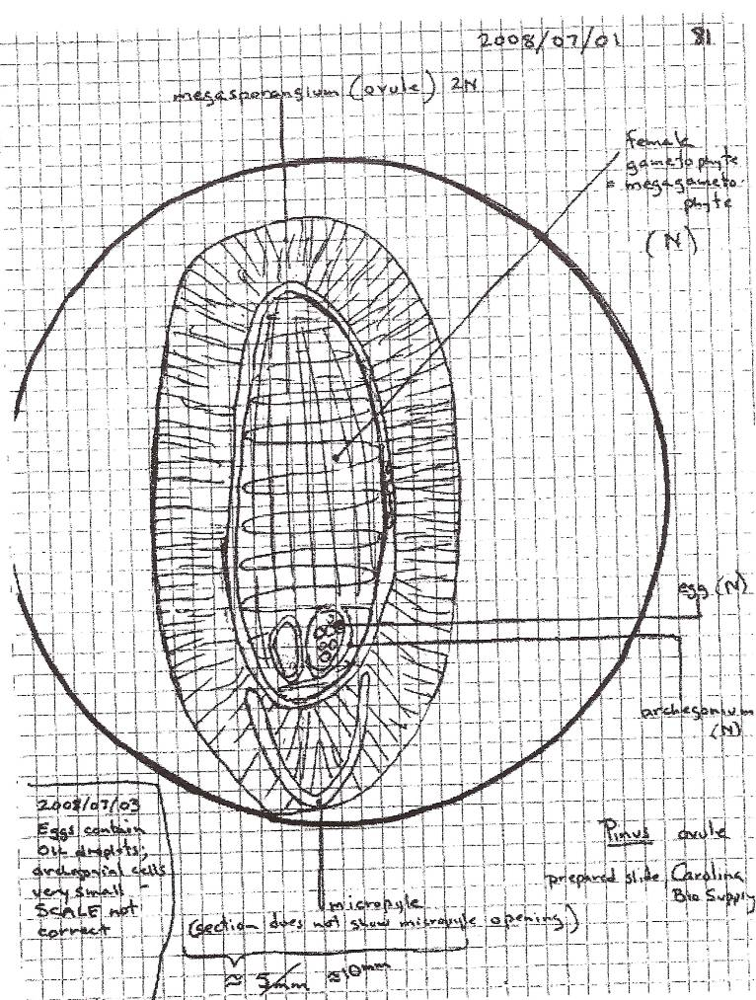 2008/07/01 81
megasporangium (ovule) 2N
female
gametophyte
= megagameto-
phyte
(N)
egg (N)
archegonium
(N)
2008/07/03
Eggs contain
oil droplets;
archegonial cells
very small -
SCALE not
correct
Pinus ovule
prepared slide, Carolina
Bio Supply
micropyle
(section does not show micropyle opening)
≈ 5mm ≈10mm